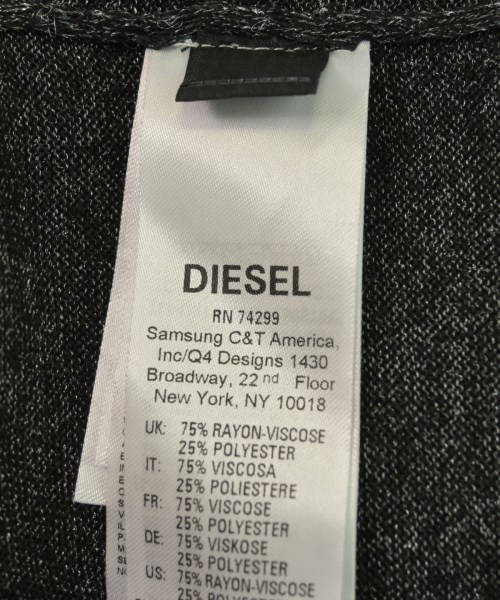 DIESEL
RN 74299
Samsung C&T America,
Inc/Q4 Designs 1430
Broadway, 22nd Floor
New York, NY 10018
UK: 75% RAYON-VISCOSE
25% POLYESTER
IT: 75% VISCOSA
25% POLIESTERE
FR: 75% VISCOSE
25% POLYESTER
DE: 75% VISKOSE
25% POLYESTER
US: 75% RAYON-VISCOSE
25% POLYESTER